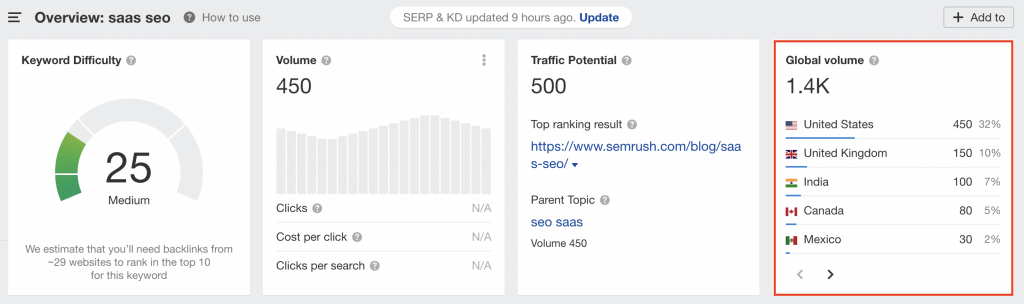 Overview: saas seo
? How to use
SERP & KD updated 9 hours ago. Update
+ Add to
Keyword Difficulty ?
25
Medium
We estimate that you'll need backlinks from
~29 websites to rank in the top 10
for this keyword
Volume ?
450
Clicks ? N/A
Cost per click ? N/A
Clicks per search ? N/A
Traffic Potential ?
500
Top ranking result ?
https://www.semrush.com/blog/saa
s-seo/
Parent Topic ?
seo saas
Volume 450
Global volume ?
1.4K
United States 450 32%
United Kingdom 150 10%
India 100 7%
Canada 80 5%
Mexico 30 2%